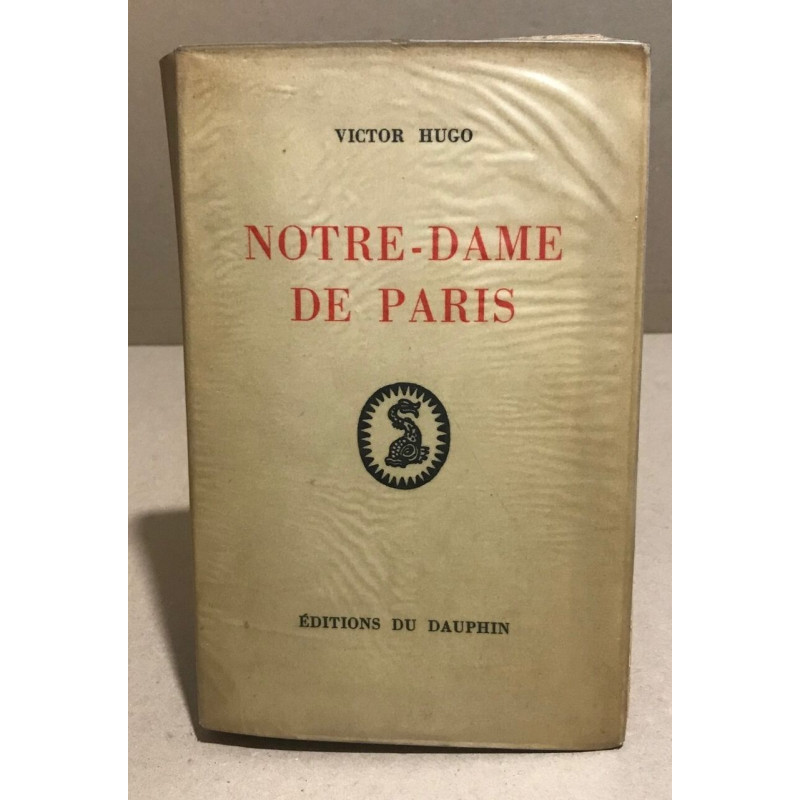 VICTOR HUGO
NOTRE-DAME
DE PARIS
ÉDITIONS DU DAUPHIN